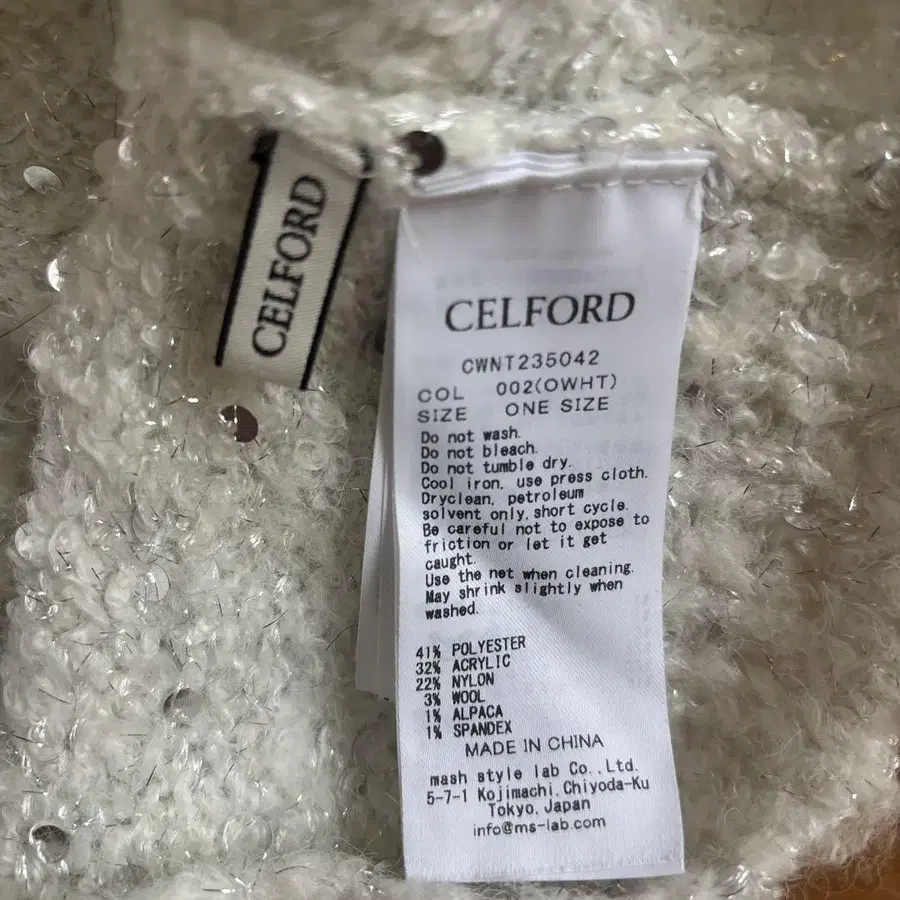 CELFORD
CELFORD
CWNT235042
COL 002(OWHT)
SIZE ONE SIZE
Do not wash.
Do not bleach.
Do not tumble dry.
Cool iron, use press cloth.
Dryclean, petroleum
solvent only, short cycle.
Be careful not to expose to
friction or let it get
caught.
Use the net when cleaning.
May shrink slightly when
washed.
41% POLYESTER
32% ACRYLIC
22% NYLON
3% WOOL
1% ALPACA
1% SPANDEX
MADE IN CHINA
mash style lab Co.,Ltd.
5-7-1 Kojimachi, Chiyoda-Ku
Tokyo, Japan
info@ms-lab.com